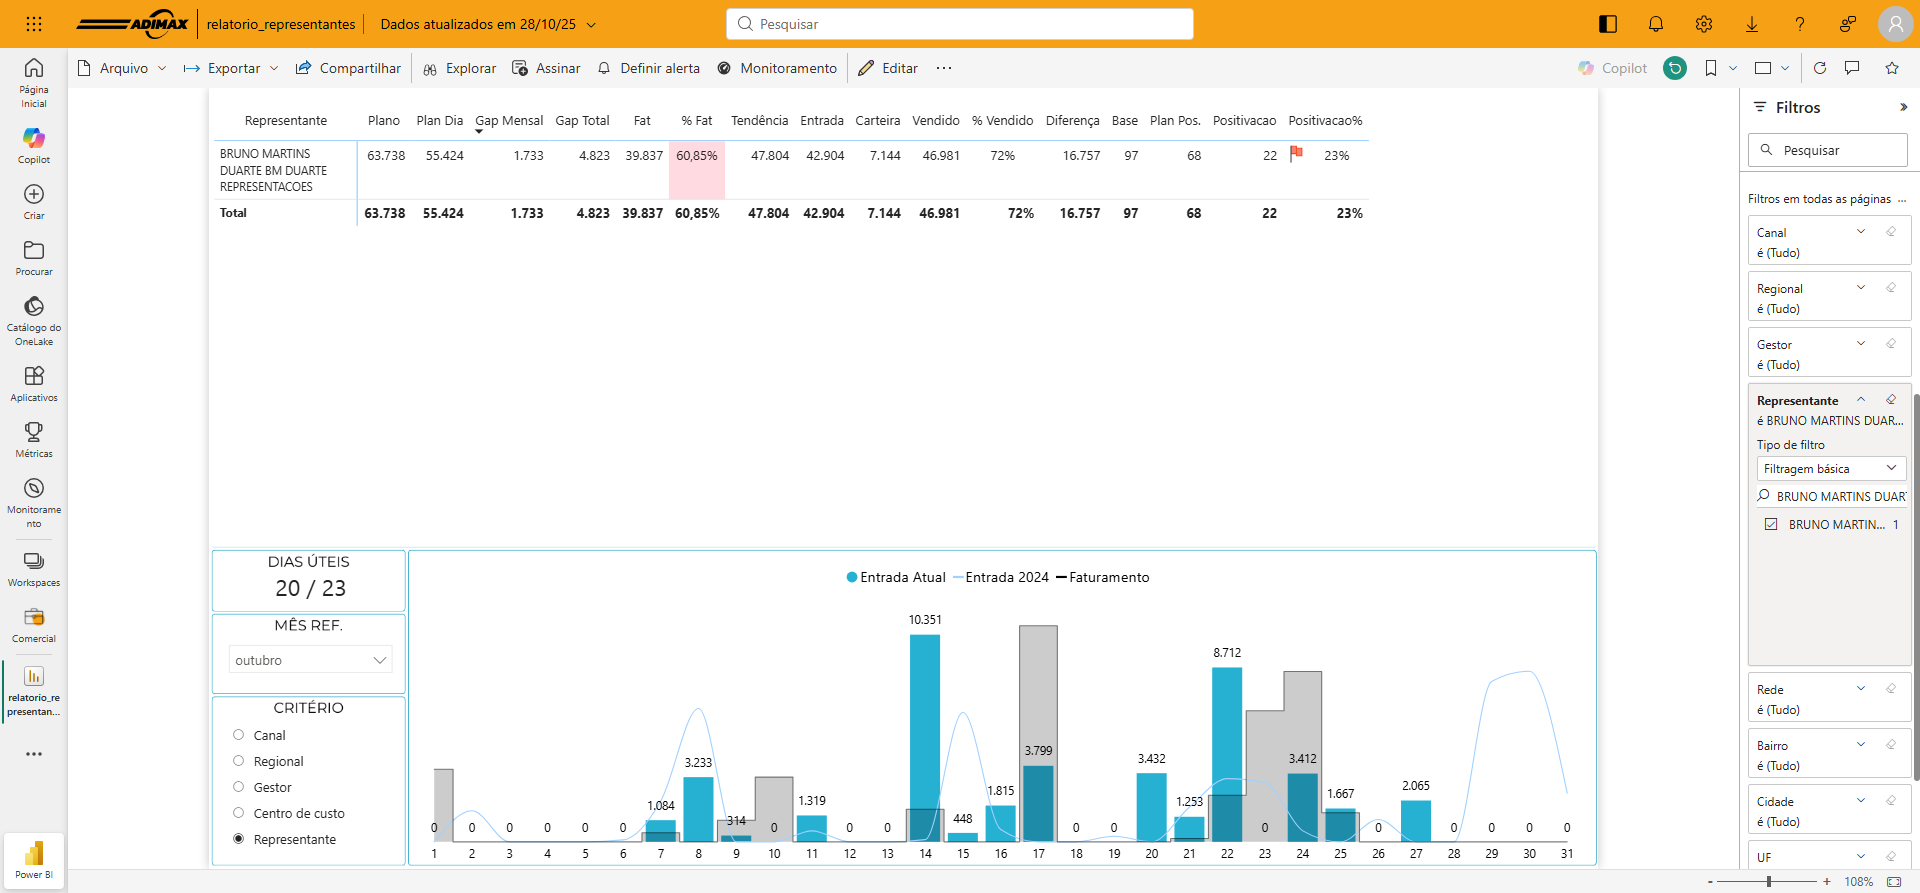 ADIMAX
relatorio_representantes
Dados atualizados em 28/10/25
Pesquisar
Arquivo
Exportar
Compartilhar
Explorar
Assinar
Definir alerta
Monitoramento
Editar
Copilot
Página Inicial
Copilot
Criar
Procurar
Catálogo do OneLake
Aplicativos
Métricas
Monitorame
nto
Workspaces
Comercial
relatorio_re
presentan...
Power BI
Representante Plano Plan Dia Gap Mensal Gap Total Fat % Fat Tendência Entrada Carteira Vendido % Vendido Diferença Base Plan Pos. Positivacao Positivacao%
BRUNO MARTINS 63.738 55.424 1.733 4.823 39.837 60,85% 47.804 42.904 7.144 46.981 72% 16.757 97 68 22 23%
DUARTE BM DUARTE
REPRESENTACOES
Total 63.738 55.424 1.733 4.823 39.837 60,85% 47.804 42.904 7.144 46.981 72% 16.757 97 68 22 23%
DIAS ÚTEIS
20 / 23
MÊS REF.
outubro
CRITÉRIO
Canal
Regional
Gestor
Centro de custo
Representante
Entrada Atual Entrada 2024 Faturamento
0 0 0 0 0 0 1.084 3.233 314 0 1.319 0 0 10.351 448 1.815 3.799 0 0 3.432 1.253 8.712 0 3.412 1.667 0 2.065 0 0 0 0
1 2 3 4 5 6 7 8 9 10 11 12 13 14 15 16 17 18 19 20 21 22 23 24 25 26 27 28 29 30 31
Filtros
Pesquisar
Filtros em todas as páginas ...
Canal
é (Tudo)
Regional
é (Tudo)
Gestor
é (Tudo)
Representante
é BRUNO MARTINS DUAR...
Tipo de filtro
Filtragem básica
BRUNO MARTINS DUAR
BRUNO MARTIN... 1
Rede
é (Tudo)
Bairro
é (Tudo)
Cidade
é (Tudo)
UF
- + 108%